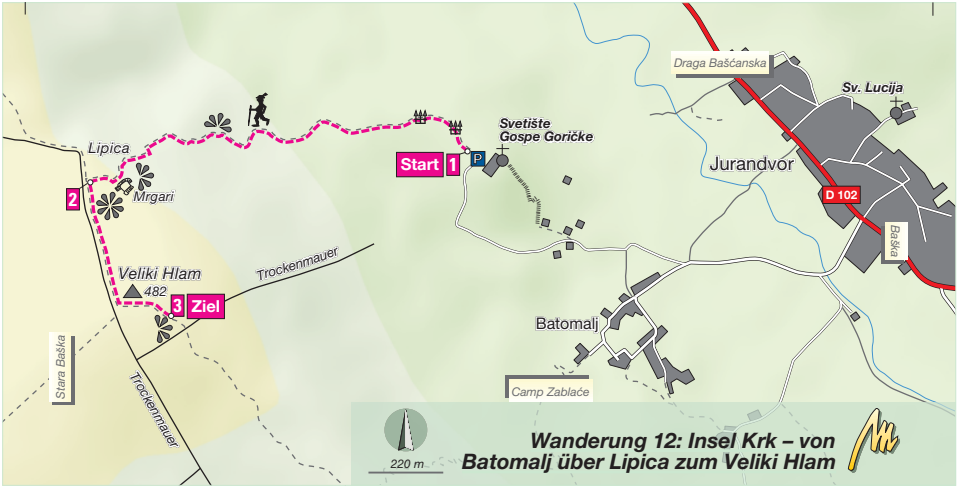 Draga Bašćanska
Sv. Lucija
Svetište
Gospe Goričke
Lipica
Start 1
P
Jurandvor
2
Mrgari
D 102
Baška
Trockenmauer
Veliki Hlam
482
3 Ziel
Batomalj
Stara Baška
Trockenmauer
Camp Zablaće
220 m
Wanderung 12: Insel Krk – von
Batomalj über Lipica zum Veliki Hlam